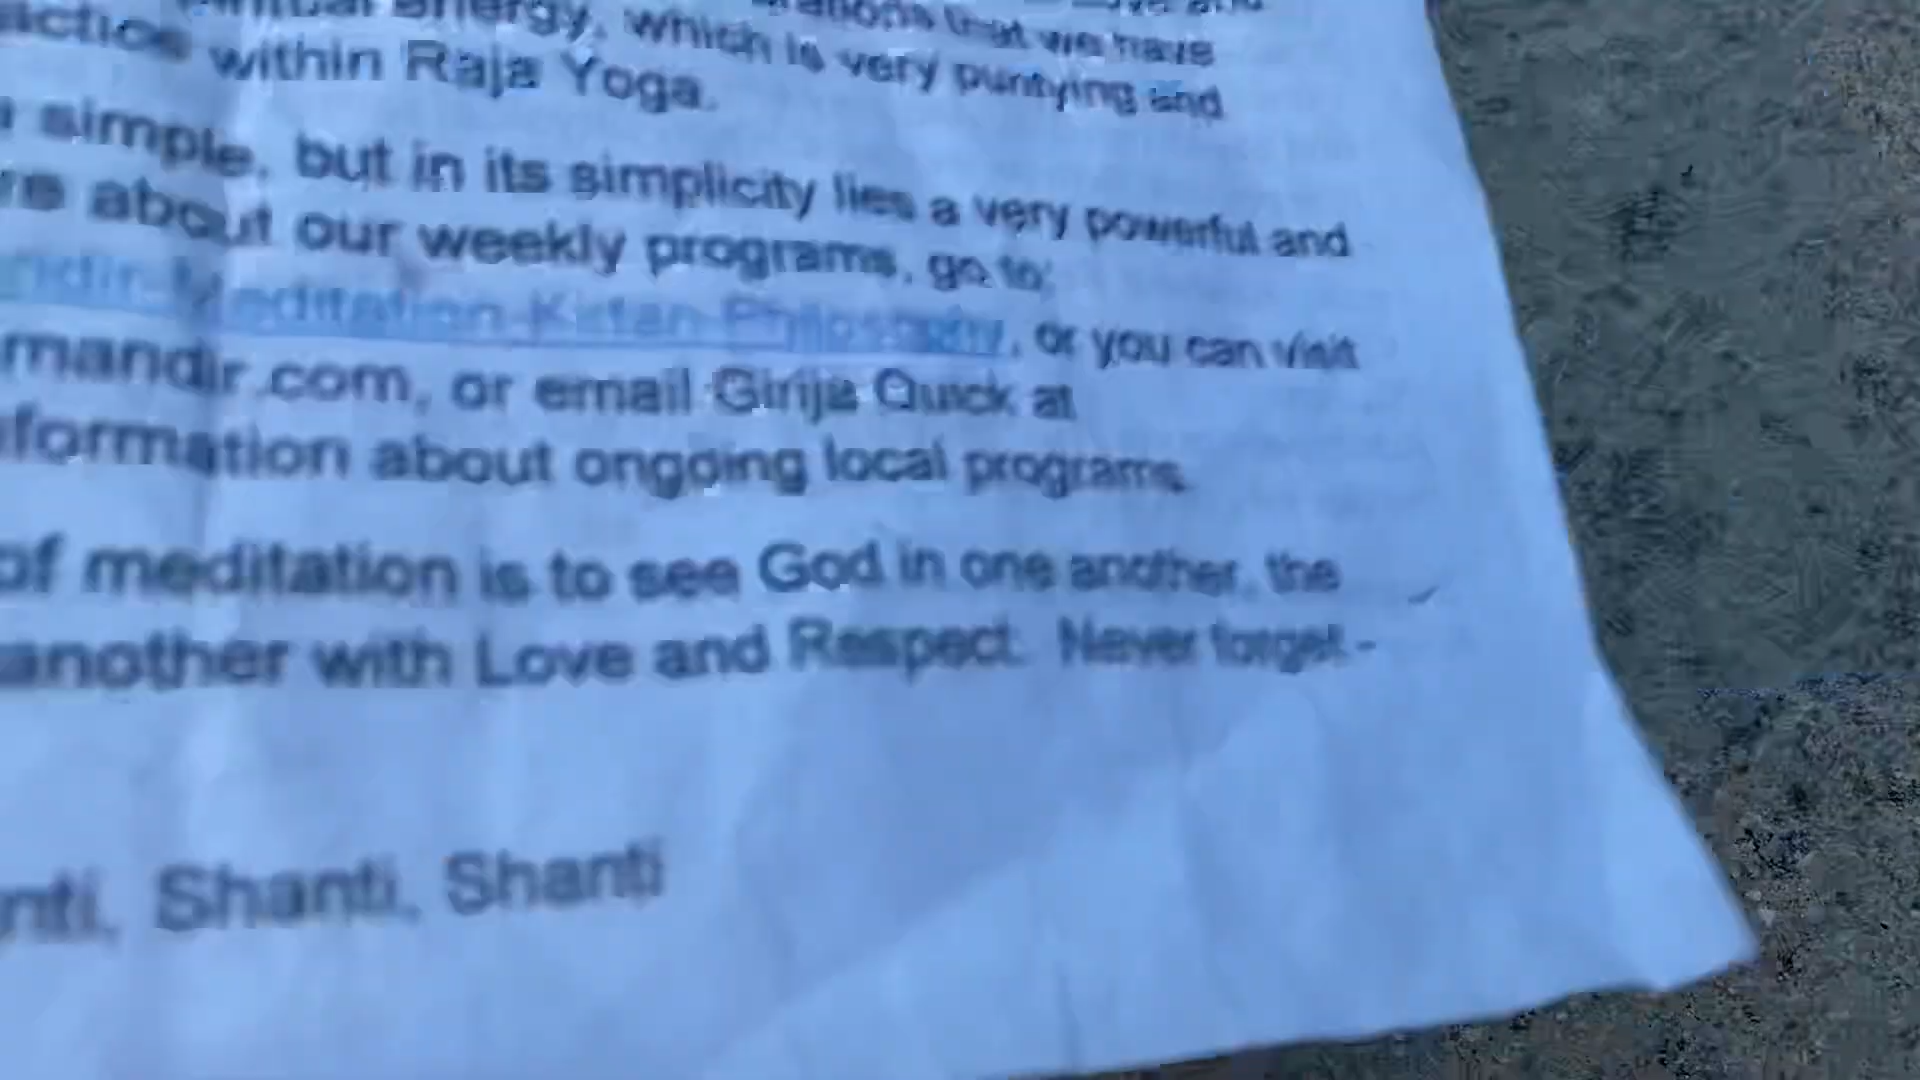 Energy, which is very purifying and
within Raja Yoga.
simple, but in its simplicity lies a very powerful and
about our weekly programs, go to:
Meditation-Kirtan-Philosophy, or you can visit
mandir.com, or email Girija Quick at
formation about ongoing local programs.
of meditation is to see God in one another, the
another with Love and Respect. Never forget -
nti, Shanti, Shanti